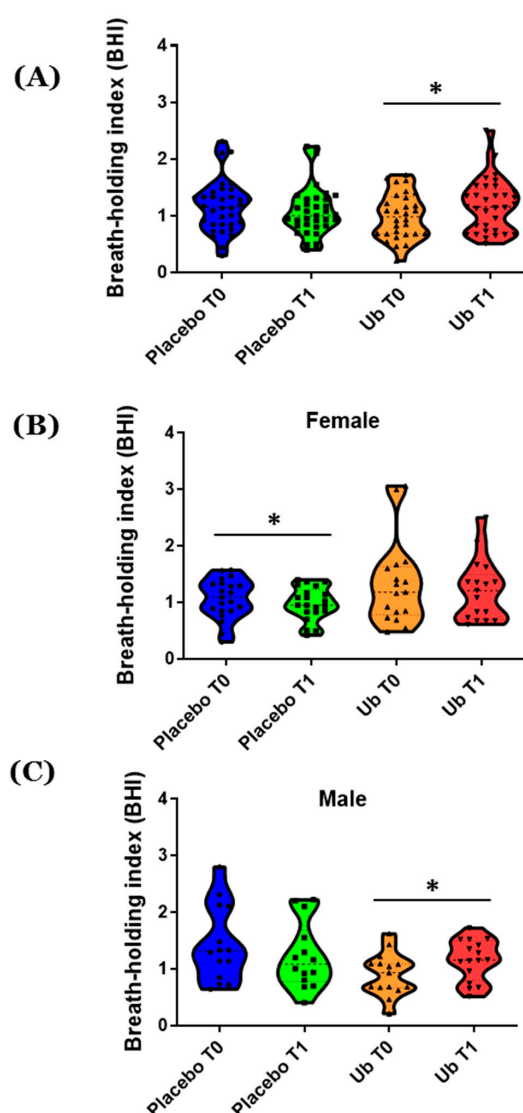 (A)
Breath-holding index (BHI)
4
3
2
1
0
*
Placebo T0
Placebo T1
Ub T0
Ub T1
(B)
Female
Breath-holding index (BHI)
4
3
2
1
0
*
Placebo T0
Placebo T1
Ub T0
Ub T1
(C)
Male
Breath-holding index (BHI)
4
3
2
1
0
*
Placebo T0
Placebo T1
Ub T0
Ub T1